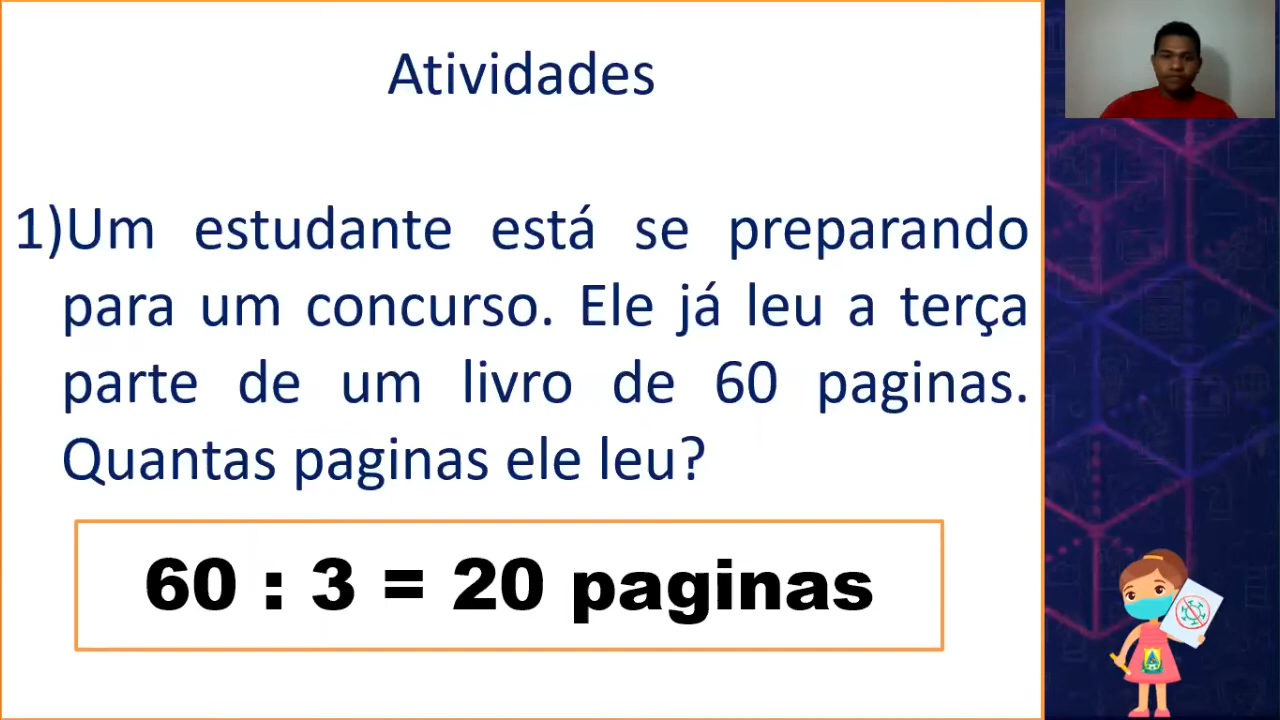 Atividades
1)Um estudante está se preparando
para um concurso. Ele já leu a terça
parte de um livro de 60 paginas.
Quantas paginas ele leu?
60 : 3 = 20 paginas